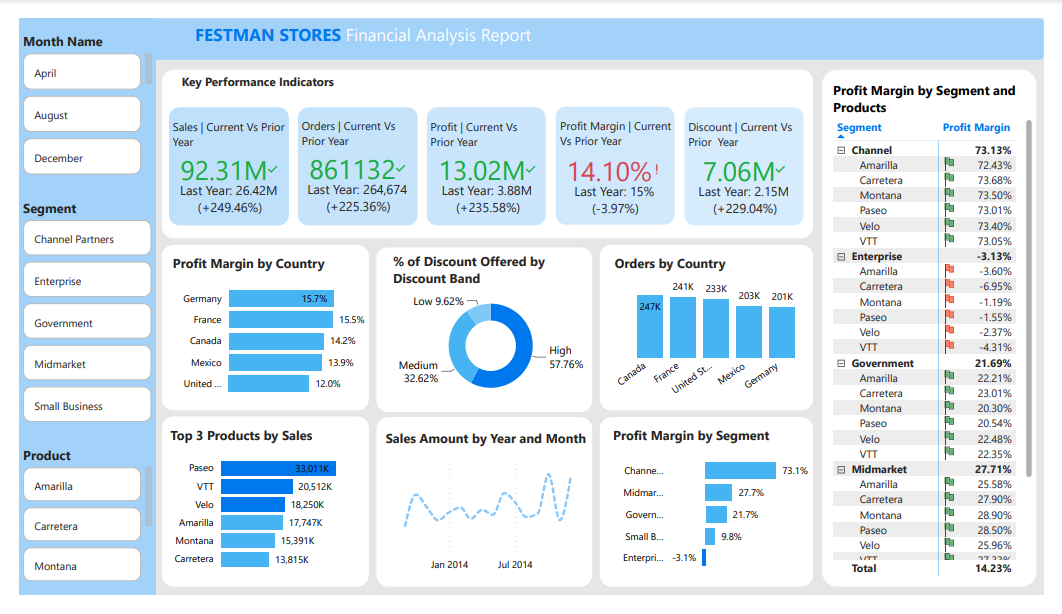 FESTMAN STORES Financial Analysis Report
Month Name
April
August
December
Segment
Channel Partners
Enterprise
Government
Midmarket
Small Business
Product
Amarilla
Carretera
Montana
Key Performance Indicators
Sales | Current Vs Prior
Year
92.31M
Last Year: 26.42M
(+249.46%)
Orders | Current Vs
Prior Year
861132
Last Year: 264,674
(+225.36%)
Profit | Current Vs
Prior Year
13.02M
Last Year: 3.88M
(+235.58%)
Profit Margin | Current
Vs Prior Year
14.10%!
Last Year: 15%
(-3.97%)
Discount | Current Vs
Prior Year
7.06M
Last Year: 2.15M
(+229.04%)
Profit Margin by Country
Germany 15.7%
France 15.5%
Canada 14.2%
Mexico 13.9%
United ... 12.0%
% of Discount Offered by
Discount Band
Low 9.62%
High
57.76%
Medium
32.62%
Orders by Country
247K 241K 233K 203K 201K
Canada France United St... Mexico Germany
Top 3 Products by Sales
Paseo 33,011K
VTT 20,512K
Velo 18,250K
Amarilla 17,747K
Montana 15,391K
Carretera 13,815K
Sales Amount by Year and Month
Jan 2014 Jul 2014
Profit Margin by Segment
Channe... 73.1%
Midmar... 27.7%
Govern... 21.7%
Small B... 9.8%
Enterpri... -3.1%
Profit Margin by Segment and
Products
Segment Profit Margin
Channel 73.13%
Amarilla 72.43%
Carretera 73.68%
Montana 73.50%
Paseo 73.01%
Velo 73.40%
VTT 73.05%
Enterprise -3.13%
Amarilla -3.60%
Carretera -6.95%
Montana -1.19%
Paseo -1.55%
Velo -2.37%
VTT -4.31%
Government 21.69%
Amarilla 22.21%
Carretera 23.01%
Montana 20.30%
Paseo 20.54%
Velo 22.48%
VTT 22.35%
Midmarket 27.71%
Amarilla 25.58%
Carretera 27.90%
Montana 28.90%
Paseo 28.50%
Velo 25.96%
VTT
Total 14.23%